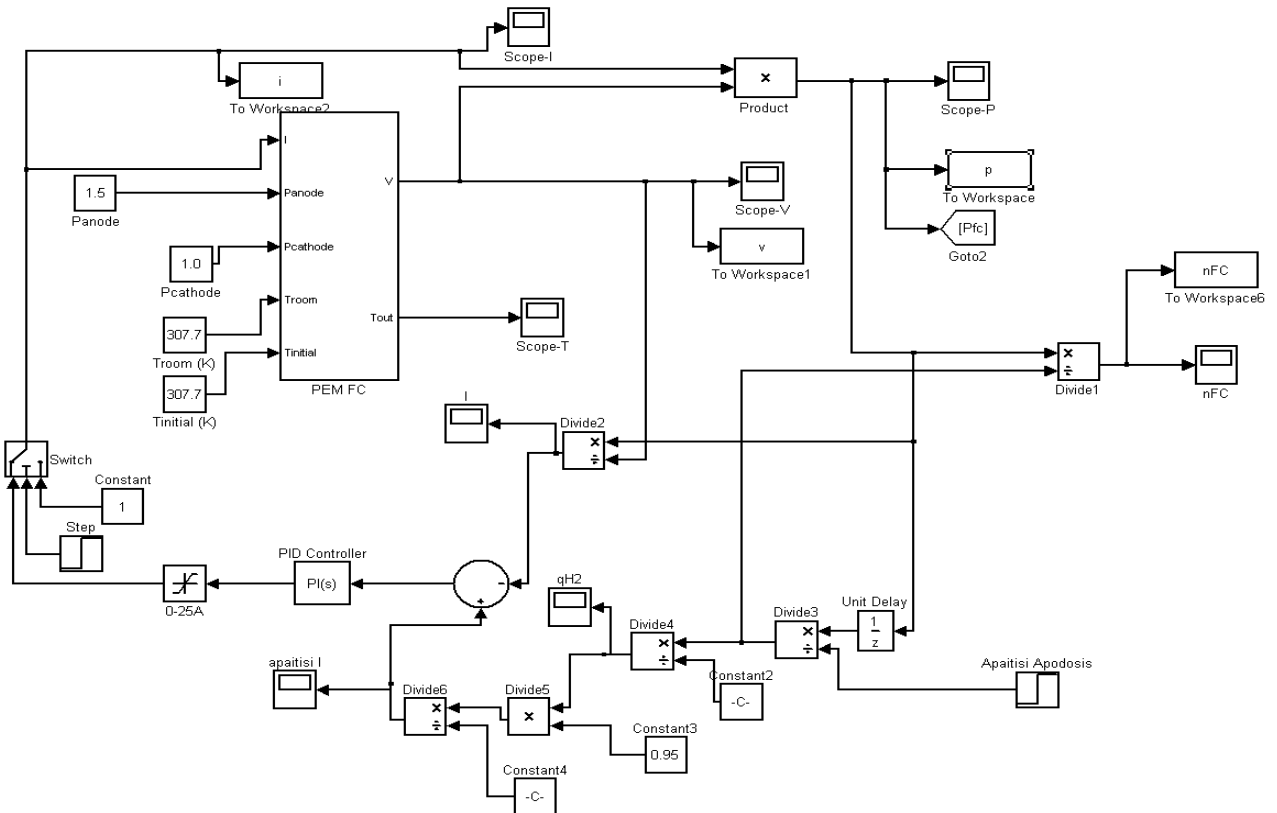 Scope-I
i
To Workspace2
×
Product
Scope-P
I
Panode
Pcathode
Troom
Tinitial
V
Tout
PEM FC
1.5
Panode
1.0
Pcathode
307.7
Troom (K)
307.7
Tinitial (K)
Scope-V
v
To Workspace1
p
To Workspace
[Pfc]
Goto2
nFC
To Workspace6
Scope-T
×
÷
Divide1
nFC
I
Divide2
×
÷
Switch
Constant
1
Step
PID Controller
PI(s)
0-25A
-
+
qH2
Divide4
×
÷
Divide3
×
÷
Unit Delay
1
z
Apaitisi Apodosis
apaitisi I
Divide6
×
÷
Divide5
×
Constant2
-C-
Constant3
0.95
Constant4
-C-